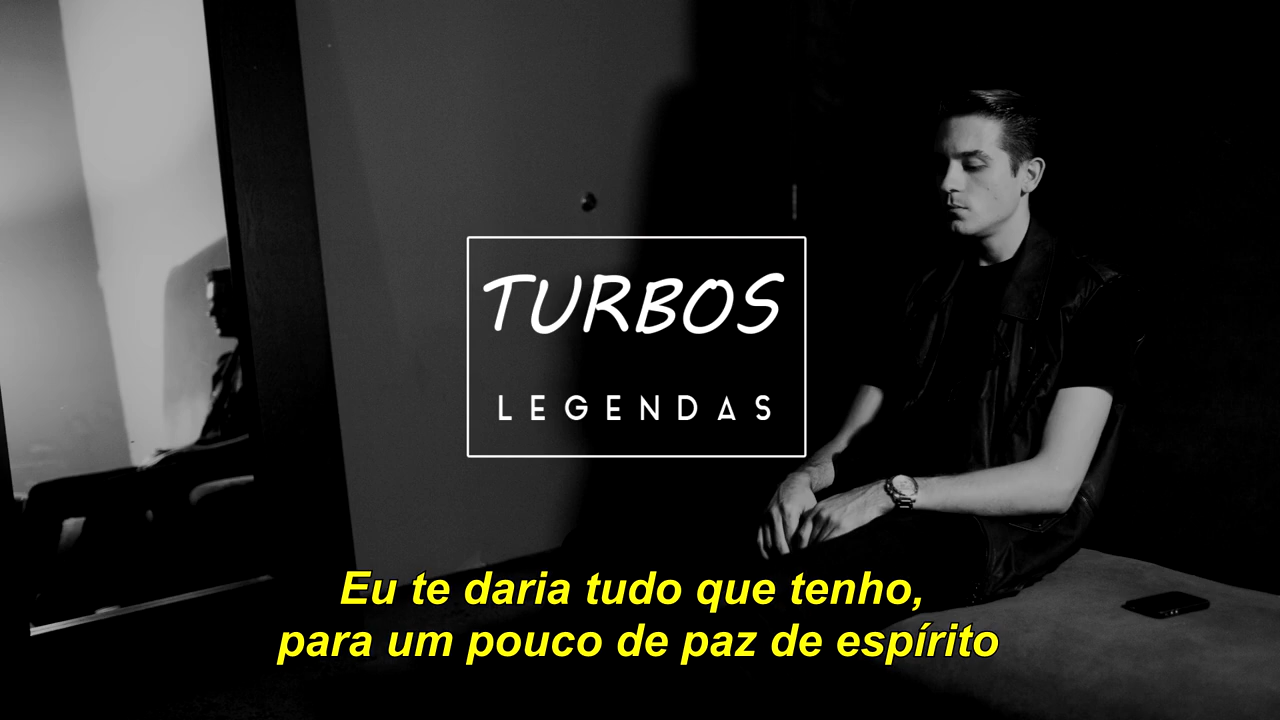 TURBOS
LEGENDAS
Eu te daria tudo que tenho,
para um pouco de paz de espírito